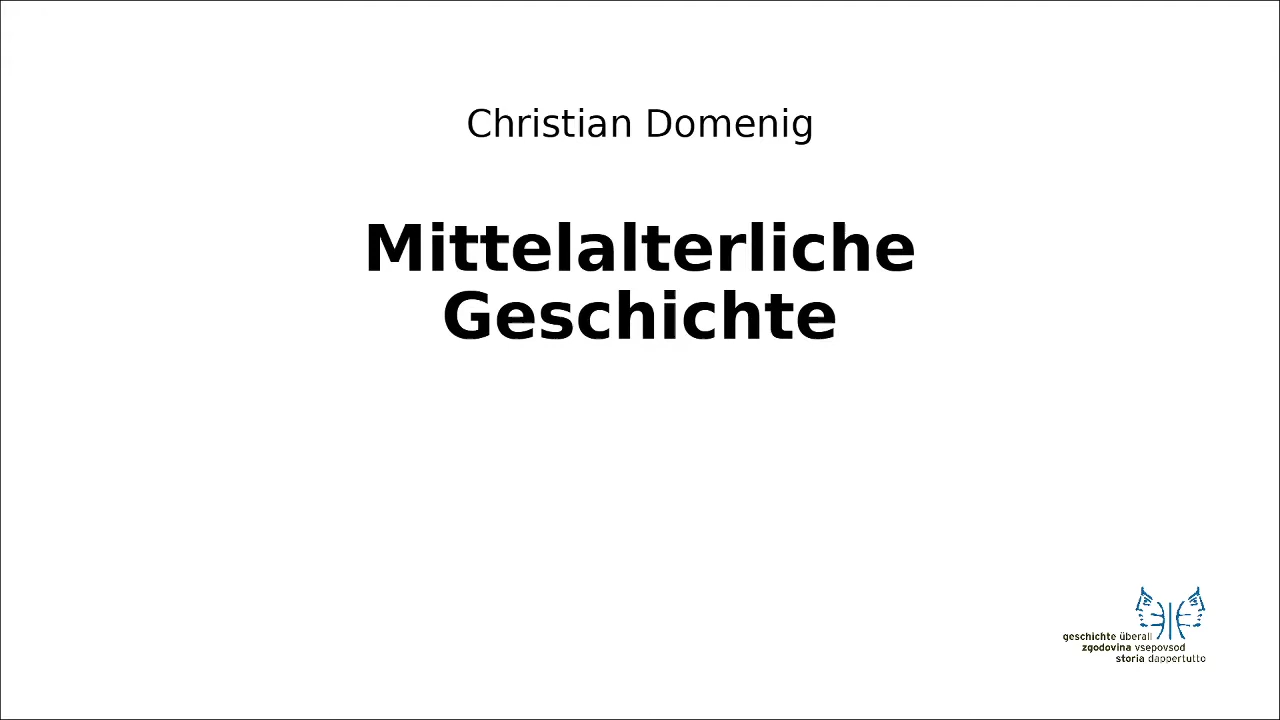 Christian Domenig
Mittelalterliche
Geschichte
geschichte überall
zgodovina vsepovsod
storia dappertutto